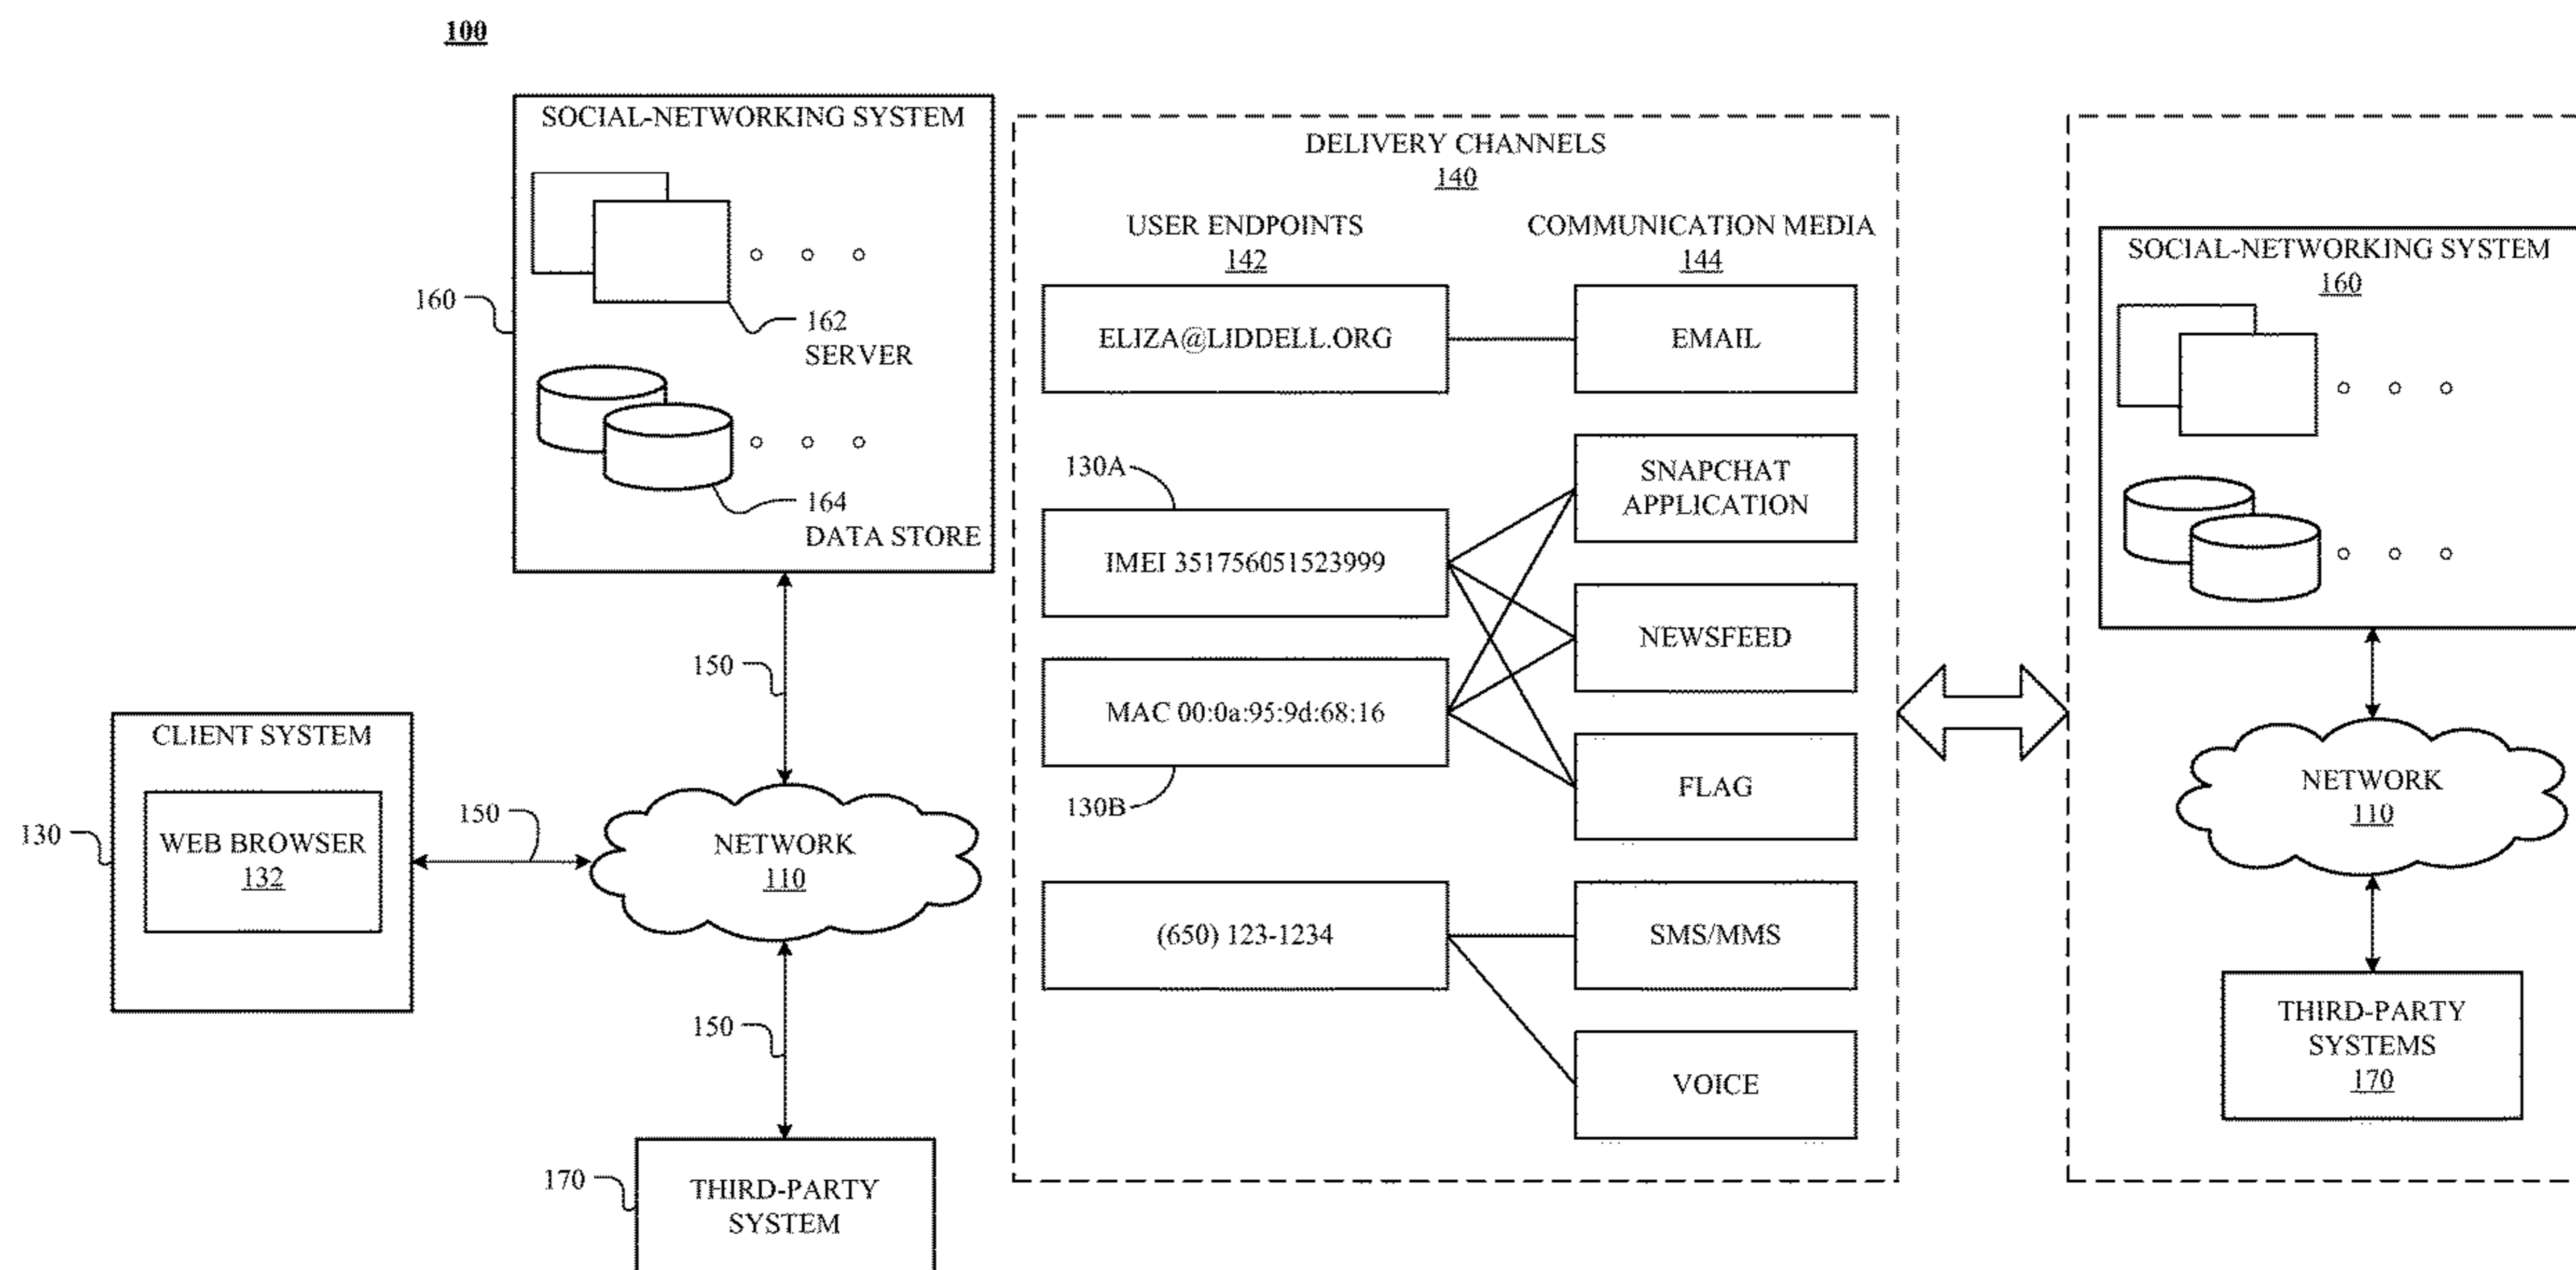 100
SOCIAL-NETWORKING SYSTEM
160
162
SERVER
164
DATA STORE
150
CLIENT SYSTEM
130
WEB BROWSER
132
150
NETWORK
110
150
170
THIRD-PARTY
SYSTEM
DELIVERY CHANNELS
140
USER ENDPOINTS
142
COMMUNICATION MEDIA
144
ELIZA@LIDDELL.ORG
EMAIL
130A
SNAPCHAT
APPLICATION
IMEI 351756051523999
NEWSFEED
MAC 00:0a:95:9d:68:16
130B
FLAG
(650) 123-1234
SMS/MMS
VOICE
SOCIAL-NETWORKING SYSTEM
160
NETWORK
110
THIRD-PARTY
SYSTEMS
170